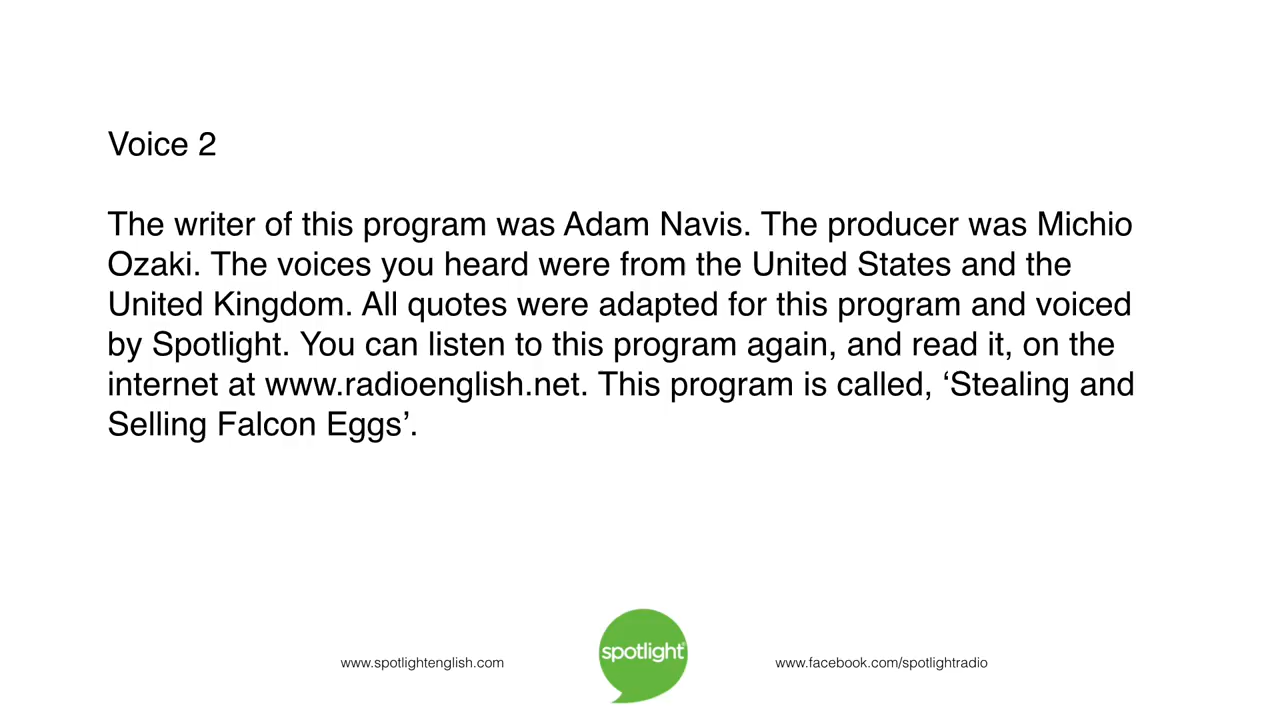 Voice 2
The writer of this program was Adam Navis. The producer was Michio
Ozaki. The voices you heard were from the United States and the
United Kingdom. All quotes were adapted for this program and voiced
by Spotlight. You can listen to this program again, and read it, on the
internet at www.radioenglish.net. This program is called, ‘Stealing and
Selling Falcon Eggs’.
www.spotlightenglish.com
spotlight
www.facebook.com/spotlightradio